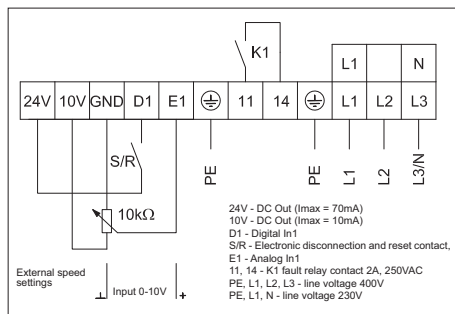 K1
L1 N
24V 10V GND D1 E1 11 14 L1 L2 L3
S/R
PE PE L1 L2 L3/N
10kΩ
24V - DC Out (Imax = 70mA)
10V - DC Out (Imax = 10mA)
D1 - Digital In1
S/R - Electronic disconnection and reset contact,
E1 - Analog In1
11, 14 - K1 fault relay contact 2A, 250VAC
PE, L1, L2, L3 - line voltage 400V
PE, L1, N - line voltage 230V
External speed
settings
⊥ Input 0-10V +